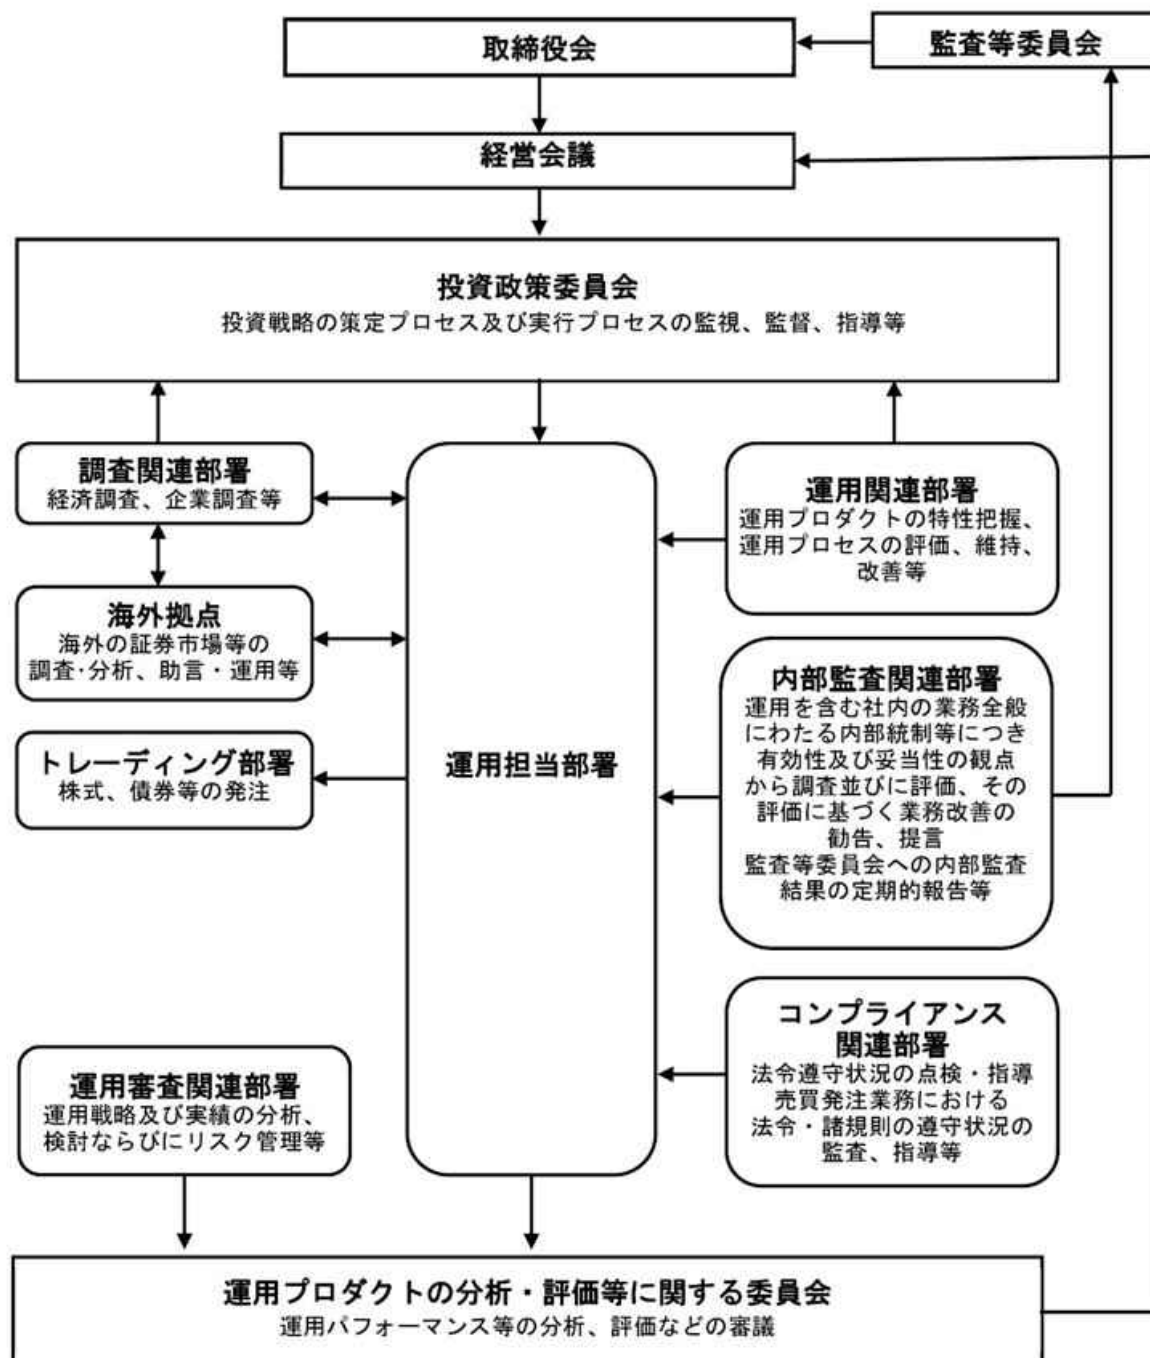 取締役会
監査等委員会
経営会議
投資政策委員会
投資戦略の策定プロセス及び実行プロセスの監視、監督、指導等
調査関連部署
経済調査、企業調査等
海外拠点
海外の証券市場等の
調査・分析、助言・運用等
トレーディング部署
株式、債券等の発注
運用担当部署
運用関連部署
運用プロダクトの特性把握、
運用プロセスの評価、維持、
改善等
内部監査関連部署
運用を含む社内の業務全般
にわたる内部統制等につき
有効性及び妥当性の観点
から調査並びに評価、その
評価に基づく業務改善の
勧告、提言
監査等委員会への内部監査
結果の定期的報告等
コンプライアンス
関連部署
法令遵守状況の点検・指導
売買発注業務における
法令・諸規則の遵守状況の
監査、指導等
運用審査関連部署
運用戦略及び実績の分析、
検討ならびにリスク管理等
運用プロダクトの分析・評価等に関する委員会
運用パフォーマンス等の分析、評価などの審議